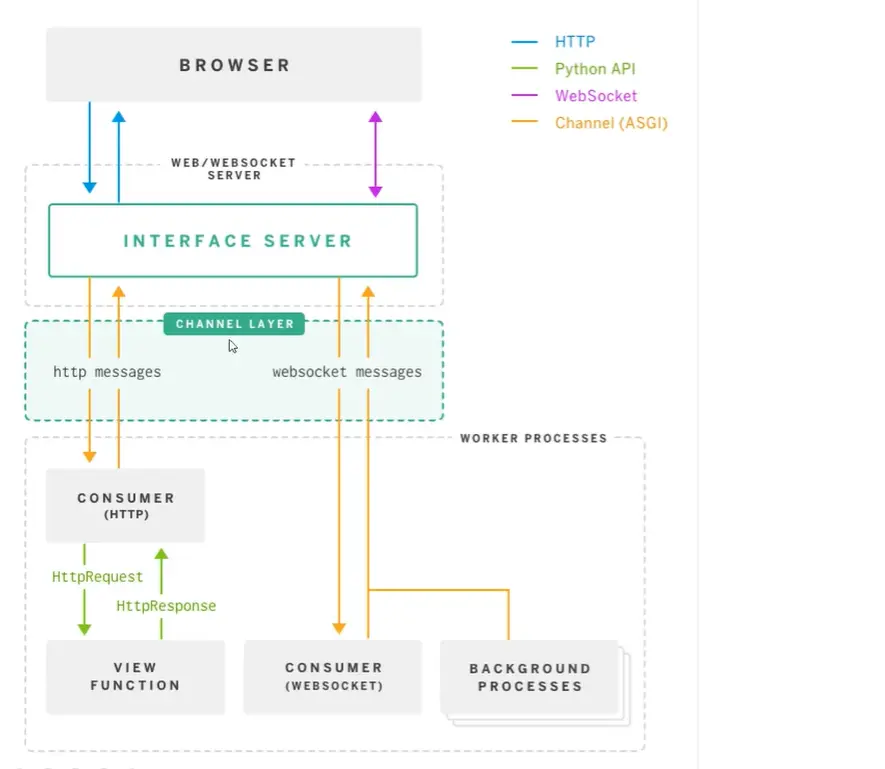 BROWSER
HTTP
Python API
WebSocket
Channel (ASGI)
WEB/WEBSOCKET
SERVER
INTERFACE SERVER
CHANNEL LAYER
http messages
websocket messages
WORKER PROCESSES
CONSUMER
(HTTP)
HttpRequest
HttpResponse
VIEW
FUNCTION
CONSUMER
(WEBSOCKET)
BACKGROUND
PROCESSES